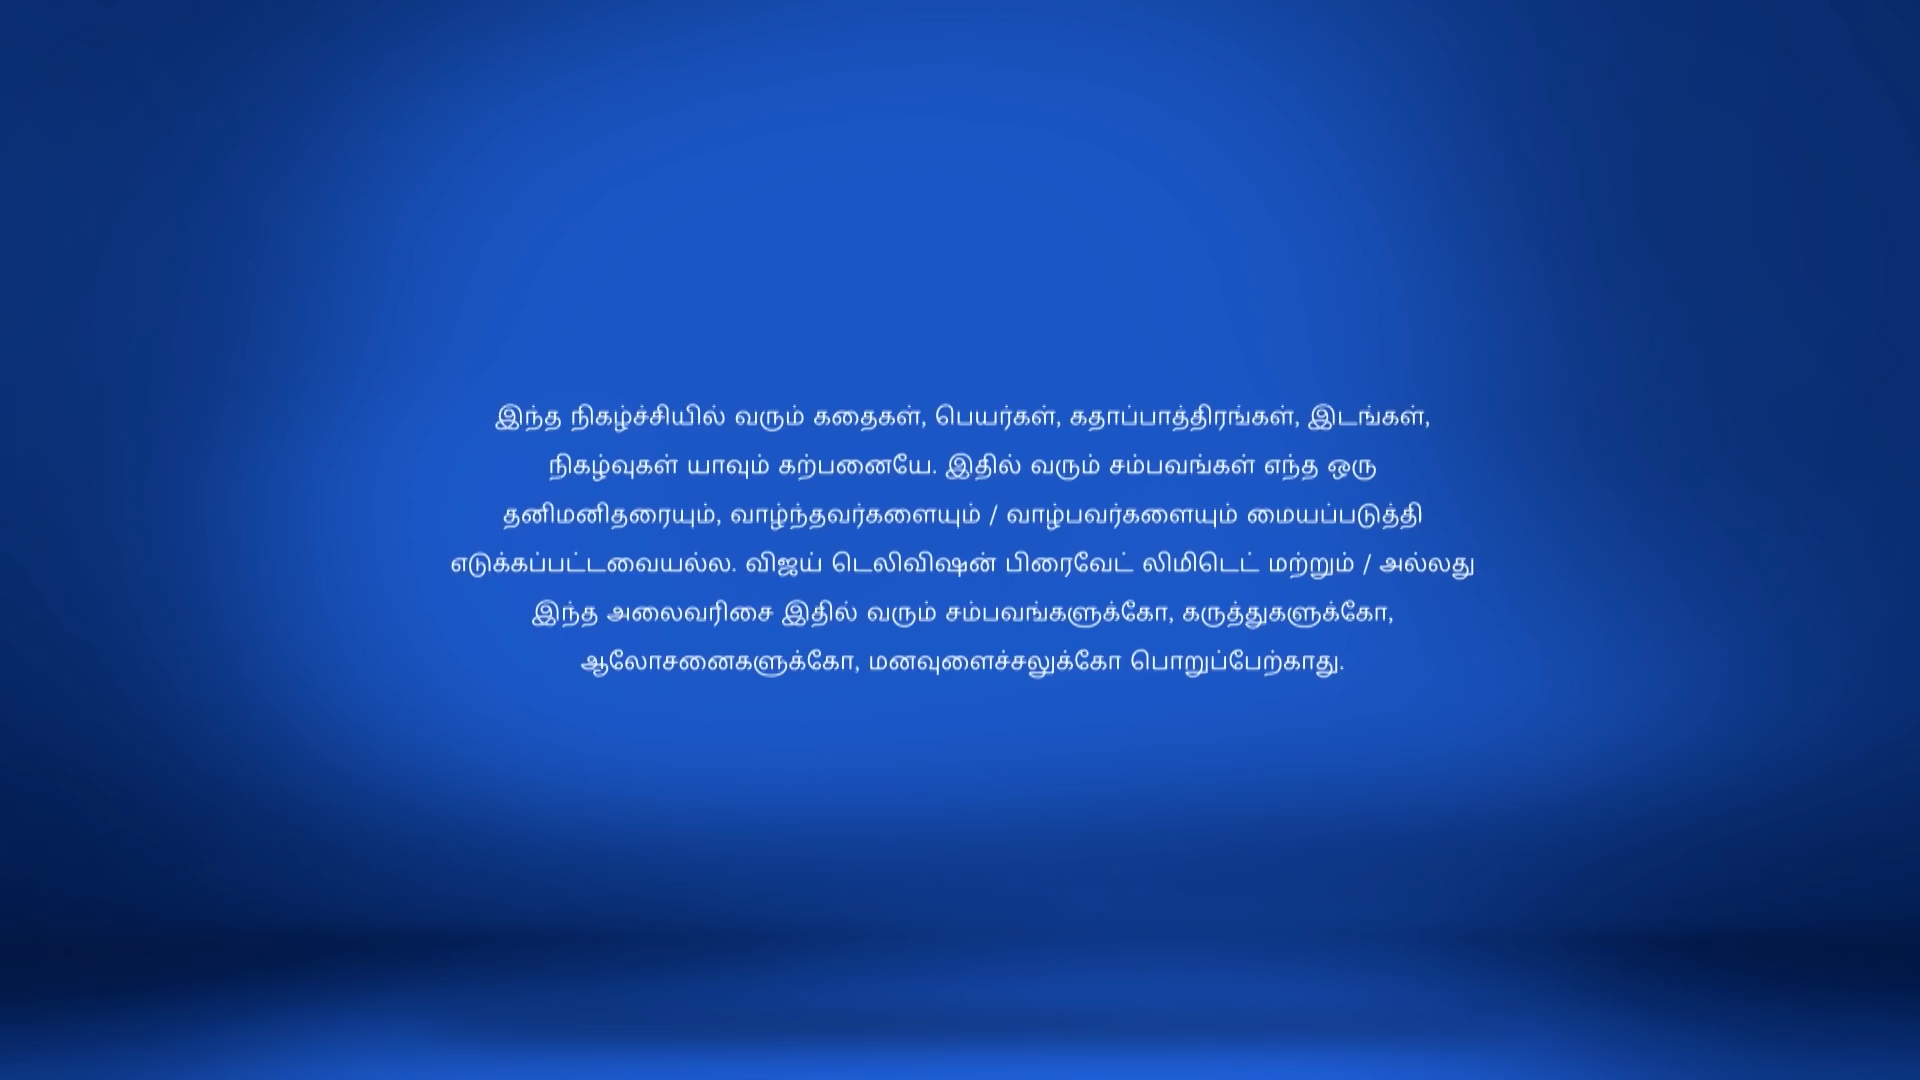 இந்த நிகழ்ச்சியில் வரும் கதைகள், பெயர்கள், கதாப்பாத்திரங்கள், இடங்கள்,
நிகழ்வுகள் யாவும் கற்பனையே. இதில் வரும் சம்பவங்கள் எந்த ஒரு
தனிமனிதரையும், வாழ்ந்தவர்களையும் / வாழ்பவர்களையும் மையப்படுத்தி
எடுக்கப்பட்டவையல்ல. விஜய் டெலிவிஷன் பிரைவேட் லிமிடெட் மற்றும் / அல்லது
இந்த அலைவரிசை இதில் வரும் சம்பவங்களுக்கோ, கருத்துகளுக்கோ,
ஆலோசனைகளுக்கோ, மனவுளைச்சலுக்கோ பொறுப்பேற்காது.